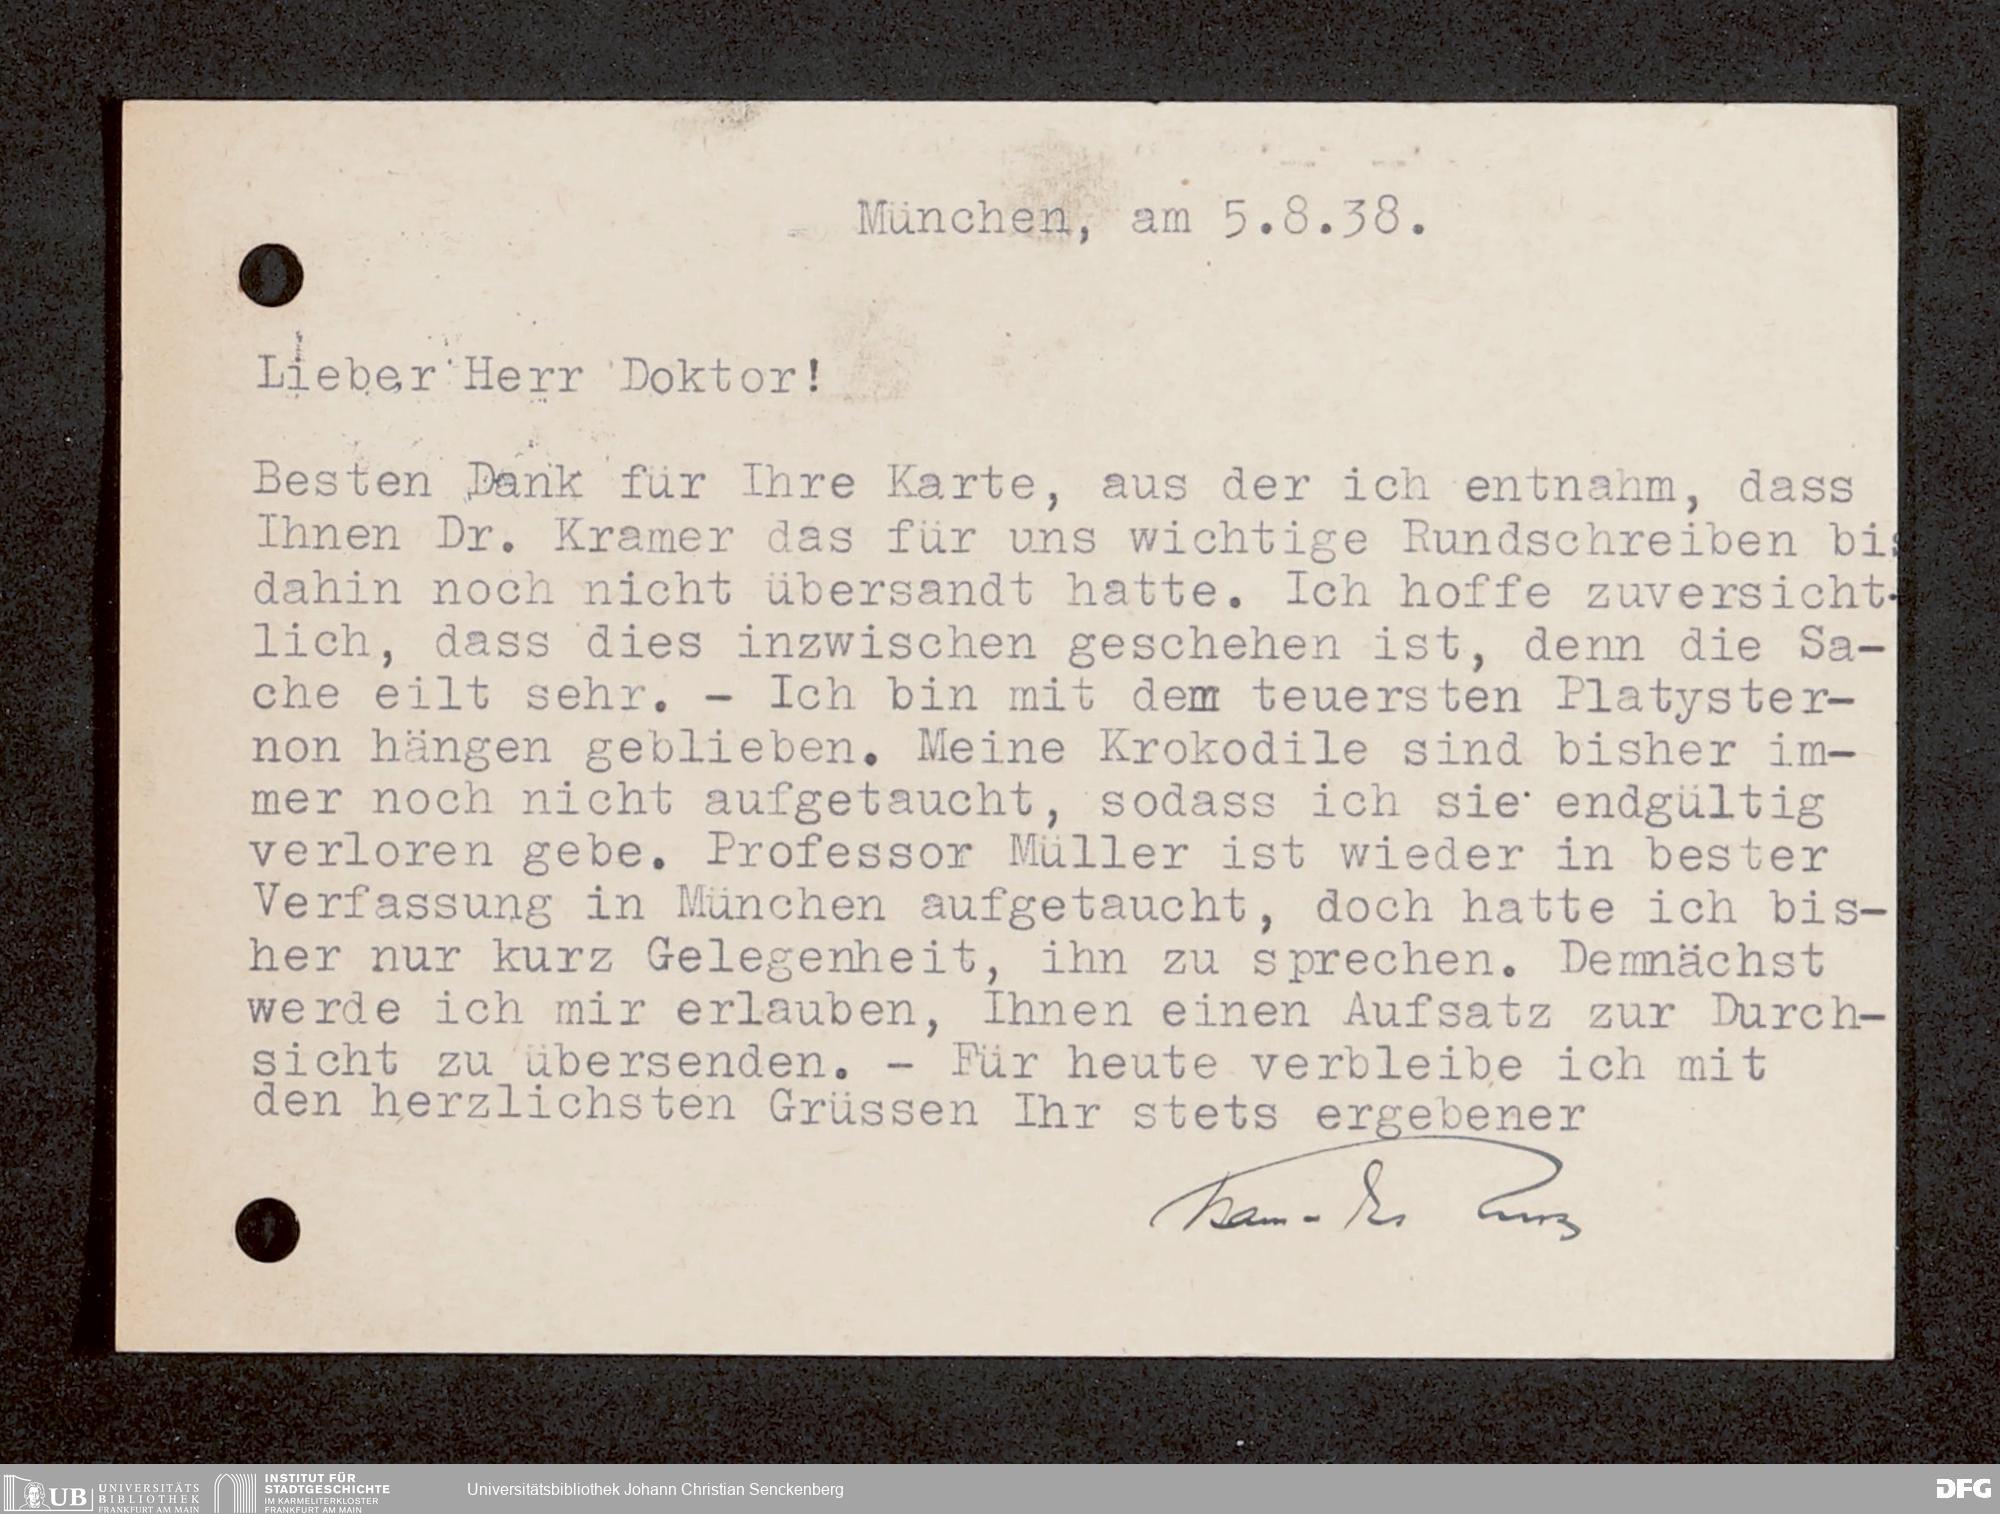 München, am 5.8.38.
Lieber Herr Doktor!
Besten Dank für Ihre Karte, aus der ich entnahm, dass
Ihnen Dr. Kramer das für uns wichtige Rundschreiben bis
dahin noch nicht übersandt hatte. Ich hoffe zuversicht-
lich, dass dies inzwischen geschehen ist, denn die Sa-
che eilt sehr. - Ich bin mit dem teuersten Platyster-
non hängen geblieben. Meine Krokodile sind bisher im-
mer noch nicht aufgetaucht, sodass ich sie endgültig
verloren gebe. Professor Müller ist wieder in bester
Verfassung in München aufgetaucht, doch hatte ich bis-
her nur kurz Gelegenheit, ihn zu sprechen. Demnächst
werde ich mir erlauben, Ihnen einen Aufsatz zur Durch-
sicht zu übersenden. - Für heute verbleibe ich mit
den herzlichsten Grüssen Ihr stets ergebener
UB UNIVERSITÄTS
BIBLIOTHEK
FRANKFURT AM MAIN
INSTITUT FÜR
STADTGESCHICHTE
IM KARMELITERKLOSTER
FRANKFURT AM MAIN
Universitätsbibliothek Johann Christian Senckenberg
DFG